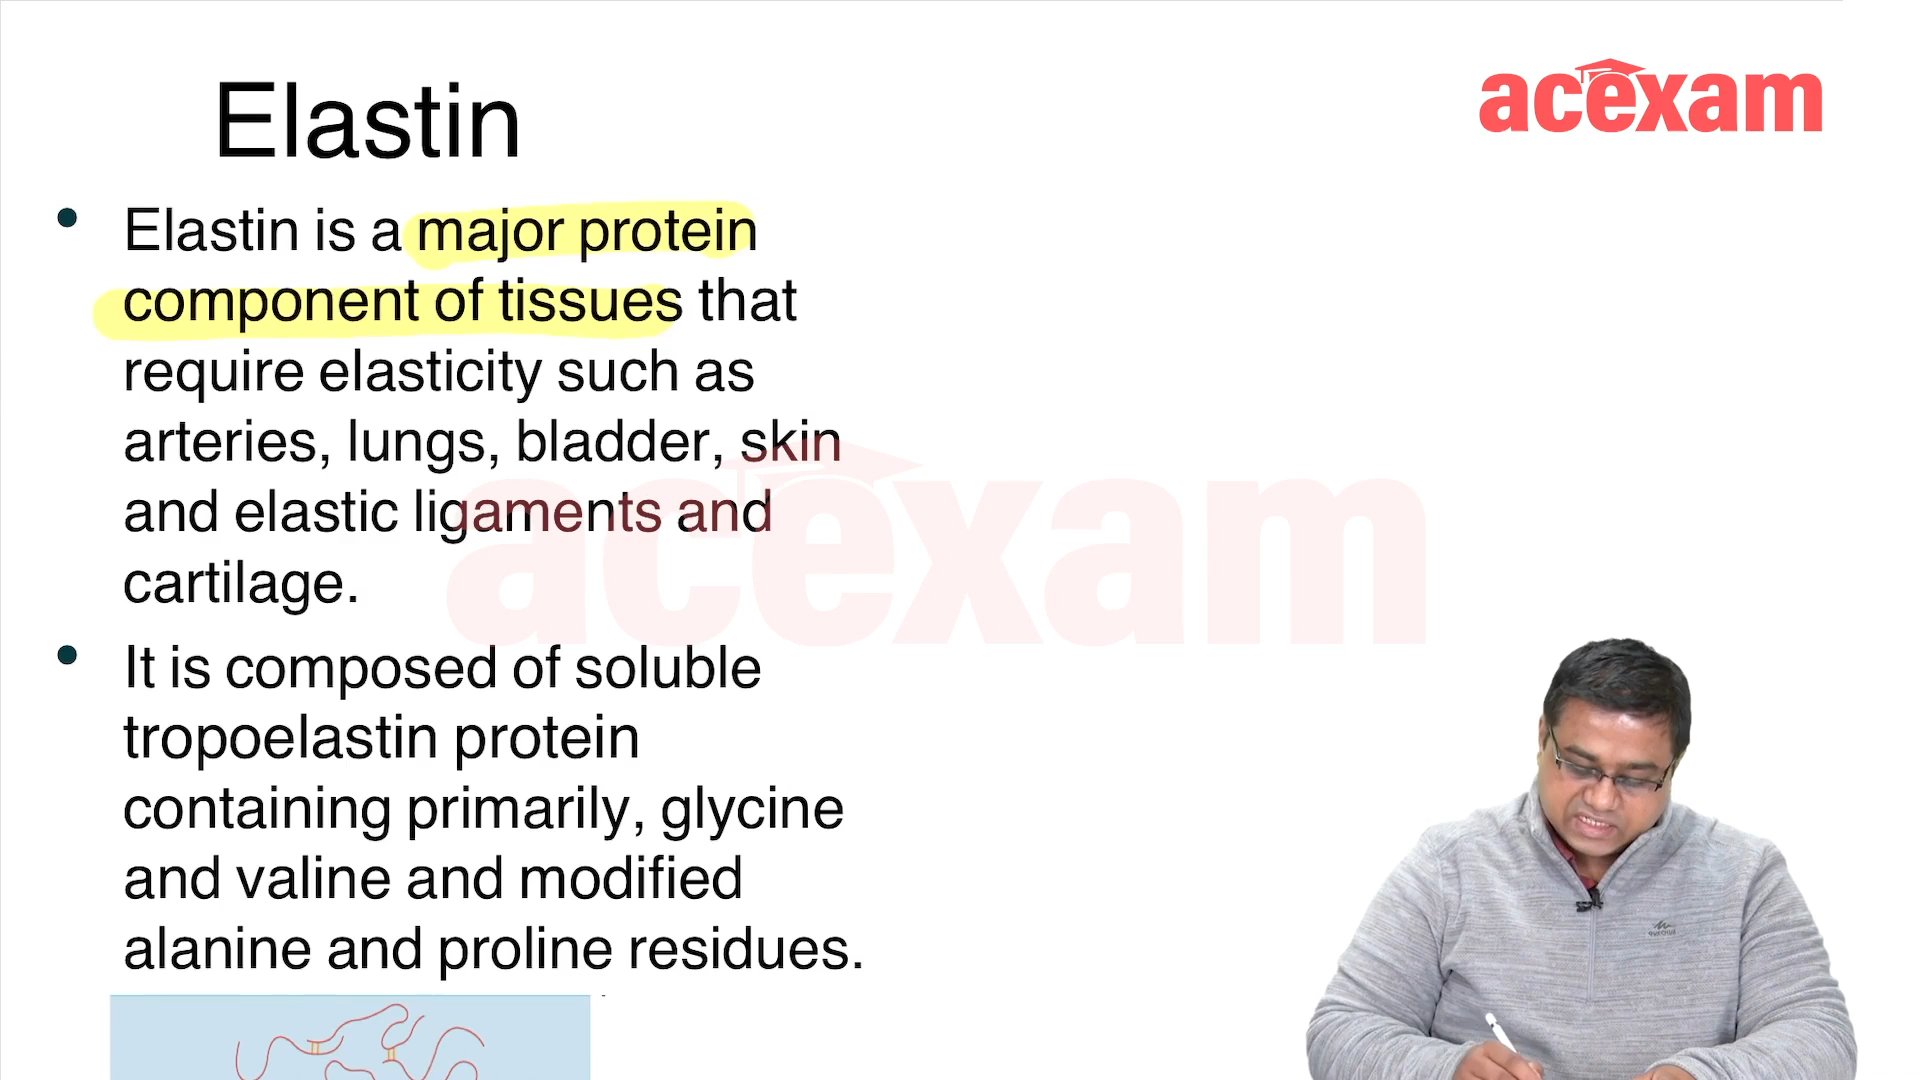 acexam
Elastin
• Elastin is a major protein
component of tissues that
require elasticity such as
arteries, lungs, bladder, skin
and elastic ligaments and
cartilage.
acexam
• It is composed of soluble
tropoelastin protein
containing primarily, glycine
and valine and modified
alanine and proline residues.